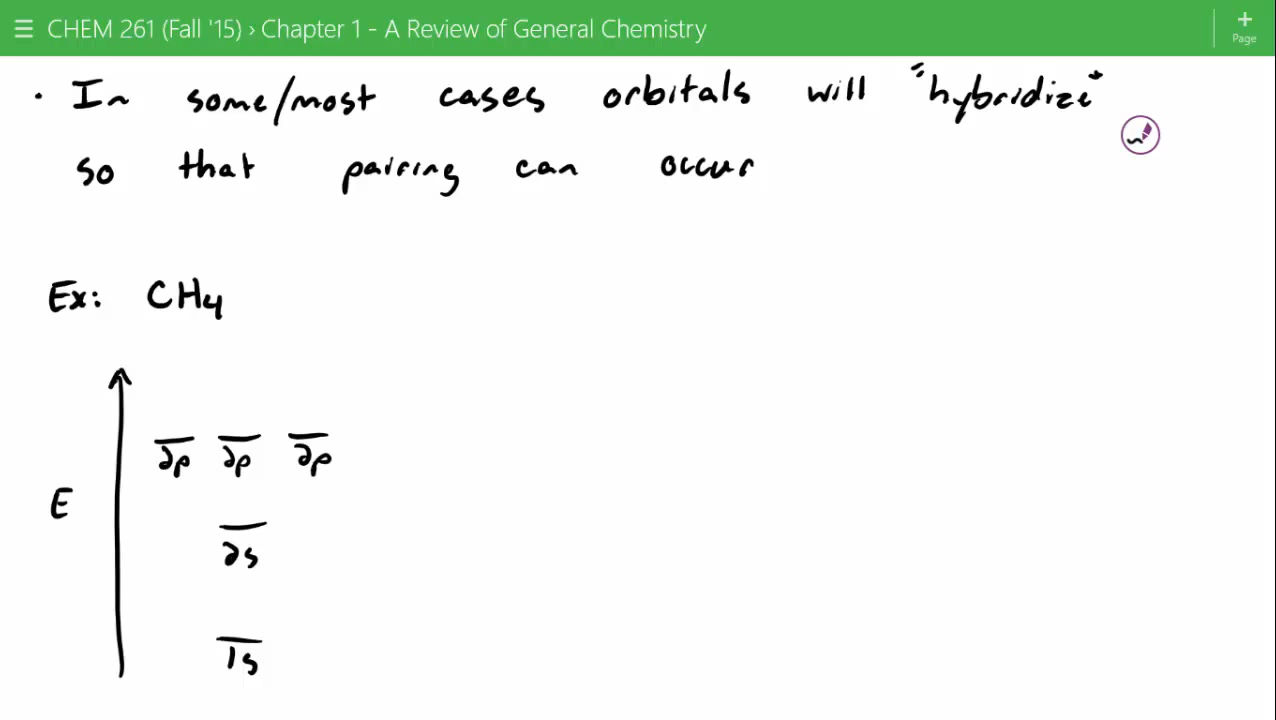 CHEM 261 (Fall '15) › Chapter 1 - A Review of General Chemistry
+
Page
• In some/most cases orbitals will "hybridize"
so that pairing can occur
Ex: CH4
2p 2p 2p
E
2s
1s